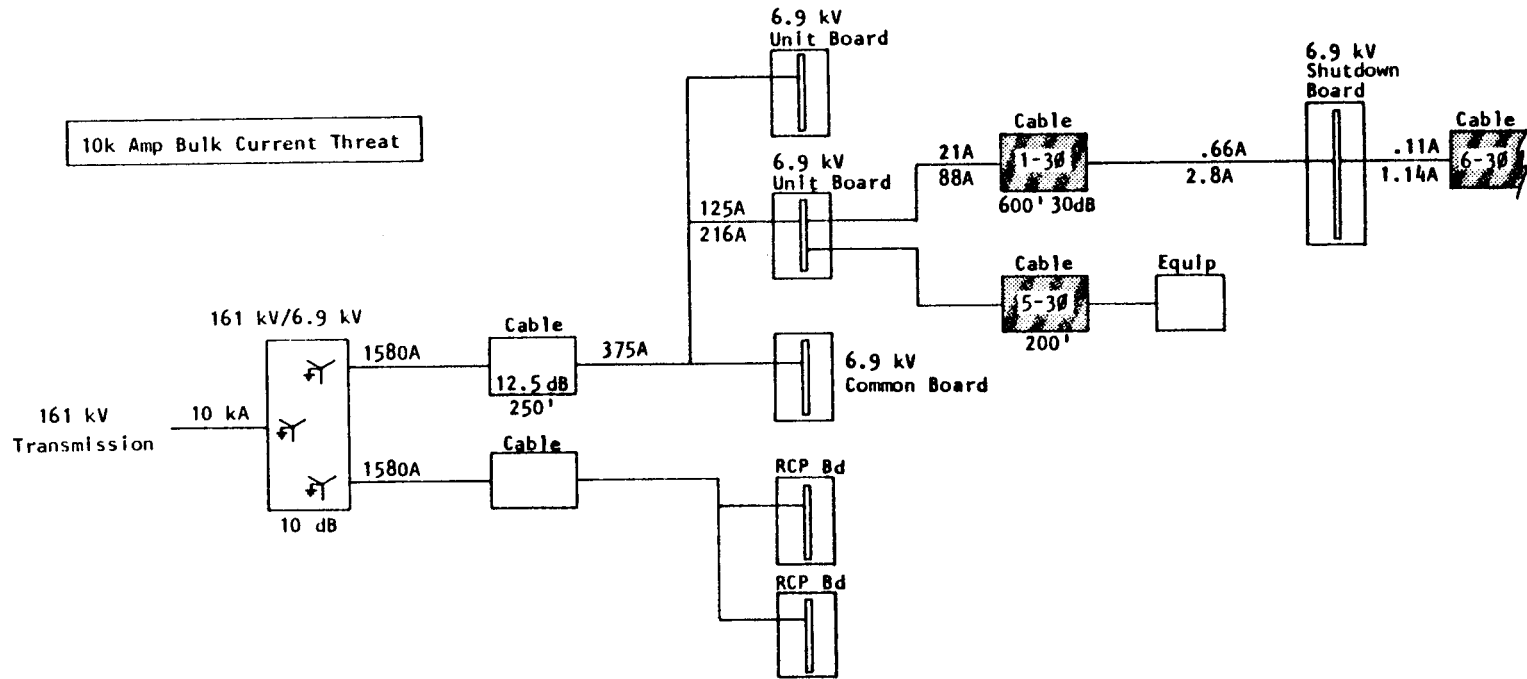 10k Amp Bulk Current Threat
6.9 kV
Unit Board
6.9 kV
Unit Board
125A
216A
21A
88A
Cable
1-3Ø
600' 30dB
.66A
2.8A
6.9 kV
Shutdown
Board
.11A
1.14A
Cable
6-3Ø
Cable
5-3Ø
200'
Equip
161 kV/6.9 kV
1580A
Cable
12.5 dB
250'
375A
6.9 kV
Common Board
161 kV
Transmission
10 kA
1580A
10 dB
Cable
RCP Bd
RCP Bd